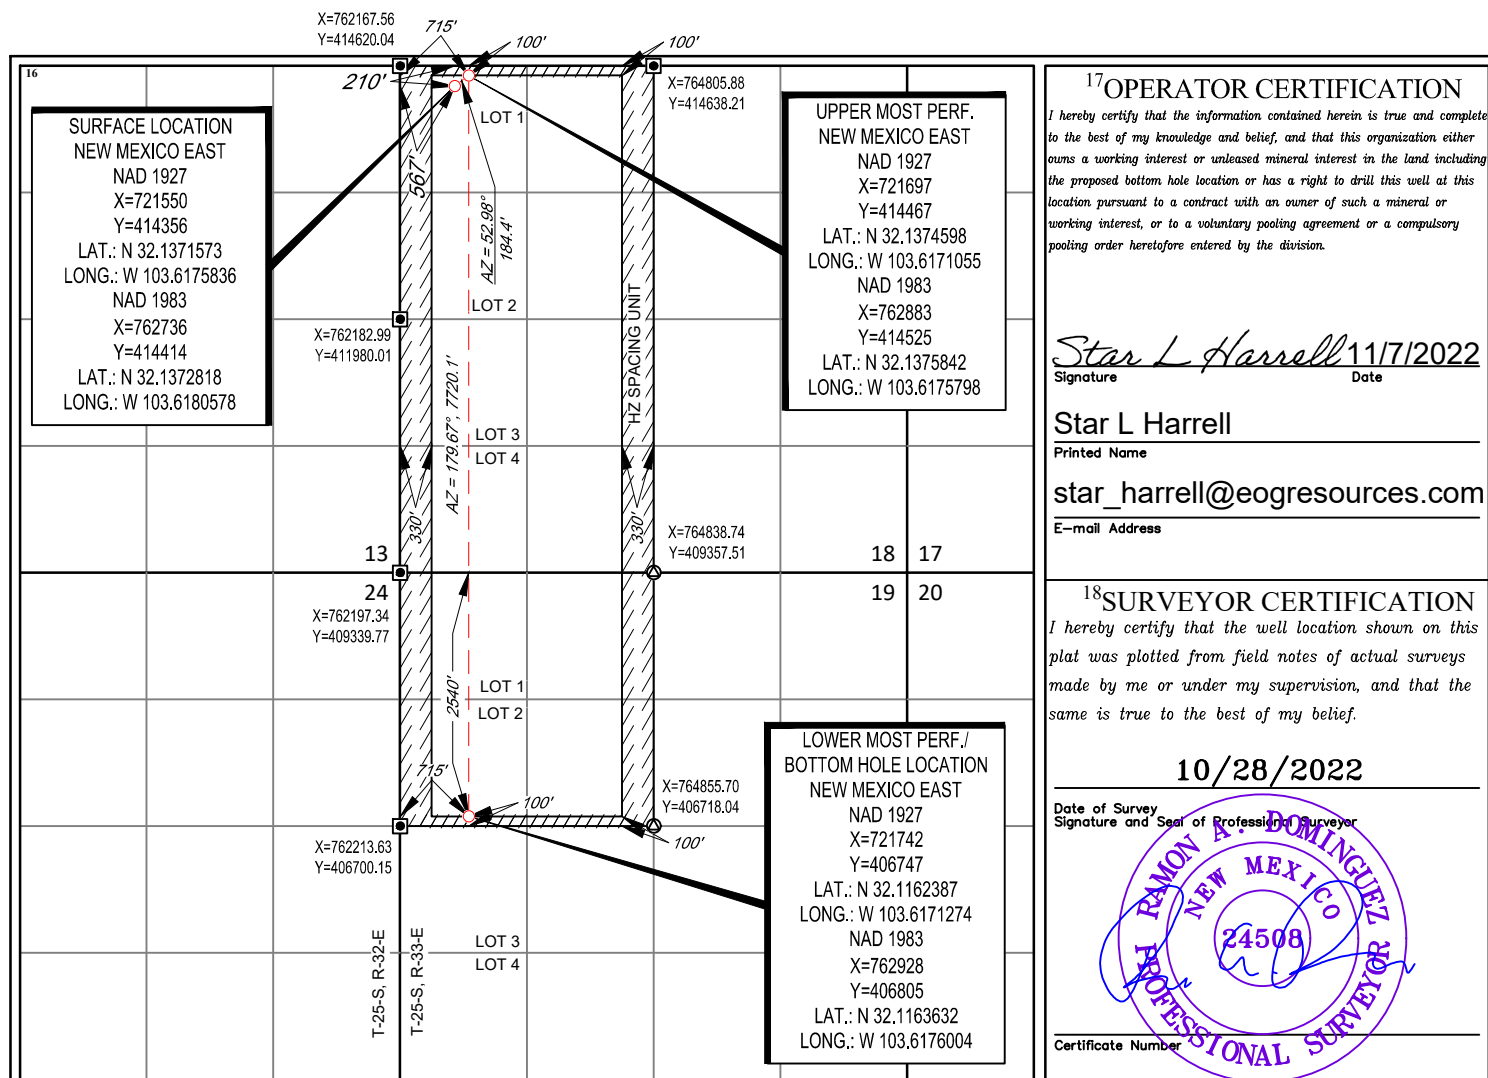 X=762167.56
Y=414620.04
715'
100'
100'
16
210'
X=764805.88
Y=414638.21
SURFACE LOCATION
NEW MEXICO EAST
NAD 1927
X=721550
Y=414356
LAT.: N 32.1371573
LONG.: W 103.6175836
NAD 1983
X=762736
Y=414414
LAT.: N 32.1372818
LONG.: W 103.6180578
LOT 1
567'
AZ = 52.98°
184.4'
UPPER MOST PERF.
NEW MEXICO EAST
NAD 1927
X=721697
Y=414467
LAT.: N 32.1374598
LONG.: W 103.6171055
NAD 1983
X=762883
Y=414525
LAT.: N 32.1375842
LONG.: W 103.6175798
LOT 2
X=762182.99
Y=411980.01
HZ SPACING UNIT
AZ = 179.67°, 7720.1'
LOT 3
LOT 4
330'
330'
X=764838.74
Y=409357.51
13
18 17
24
19 20
X=762197.34
Y=409339.77
2540'
LOT 1
LOT 2
715'
100'
X=764855.70
Y=406718.04
100'
X=762213.63
Y=406700.15
LOWER MOST PERF./
BOTTOM HOLE LOCATION
NEW MEXICO EAST
NAD 1927
X=721742
Y=406747
LAT.: N 32.1162387
LONG.: W 103.6171274
NAD 1983
X=762928
Y=406805
LAT.: N 32.1163632
LONG.: W 103.6176004
T-25-S, R-32-E
T-25-S, R-33-E
LOT 3
LOT 4
17OPERATOR CERTIFICATION
I hereby certify that the information contained herein is true and complete
to the best of my knowledge and belief, and that this organization either
owns a working interest or unleased mineral interest in the land including
the proposed bottom hole location or has a right to drill this well at this
location pursuant to a contract with an owner of such a mineral or
working interest, or to a voluntary pooling agreement or a compulsory
pooling order heretofore entered by the division.
Star L Harrell 11/7/2022
Signature Date
Star L Harrell
Printed Name
star_harrell@eogresources.com
E-mail Address
18SURVEYOR CERTIFICATION
I hereby certify that the well location shown on this
plat was plotted from field notes of actual surveys
made by me or under my supervision, and that the
same is true to the best of my belief.
10/28/2022
Date of Survey
Signature and Seal of Professional Surveyor
RAMON A. DOMINGUEZ
NEW MEXICO
24508
PROFESSIONAL SURVEYOR
Certificate Number